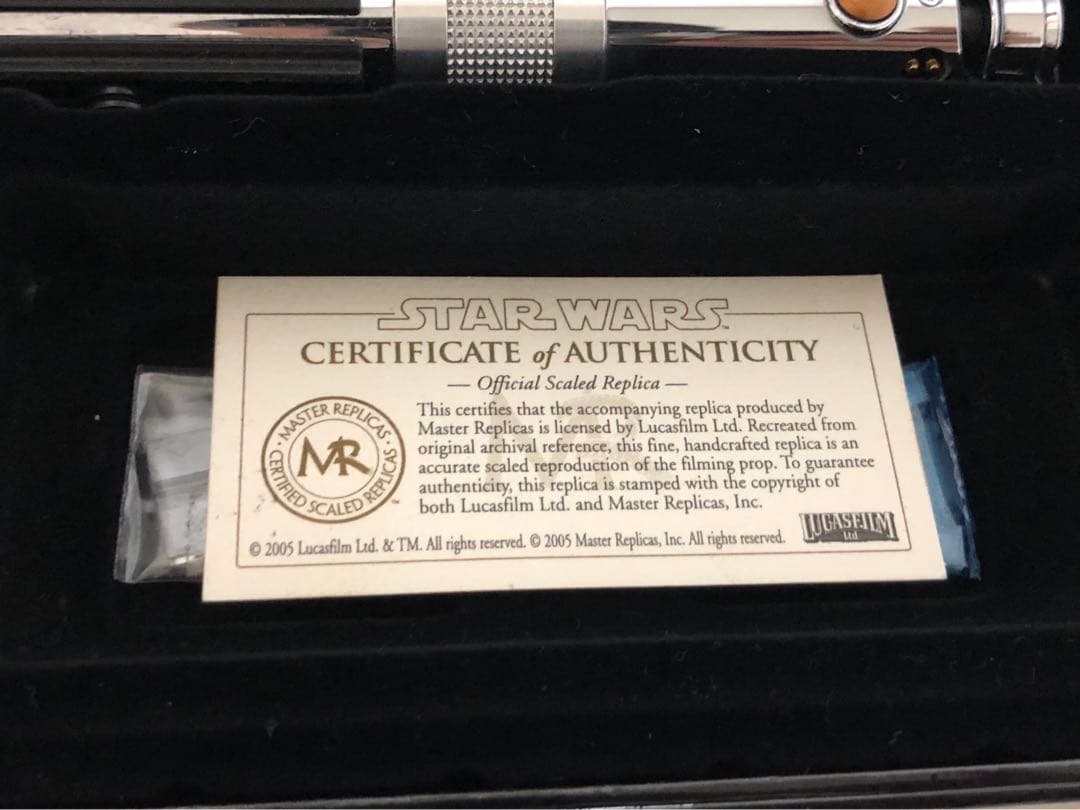 STAR WARS™
CERTIFICATE of AUTHENTICITY
— Official Scaled Replica —
This certifies that the accompanying replica produced by
Master Replicas is licensed by Lucasfilm Ltd. Recreated from
original archival reference, this fine, handcrafted replica is an
accurate scaled reproduction of the filming prop. To guarantee
authenticity, this replica is stamped with the copyright of
both Lucasfilm Ltd. and Master Replicas, Inc.
· MASTER REPLICAS ·
MR
CERTIFIED SCALED REPLICAS™
LUCASFILM
Ltd
© 2005 Lucasfilm Ltd. & TM. All rights reserved. © 2005 Master Replicas, Inc. All rights reserved.